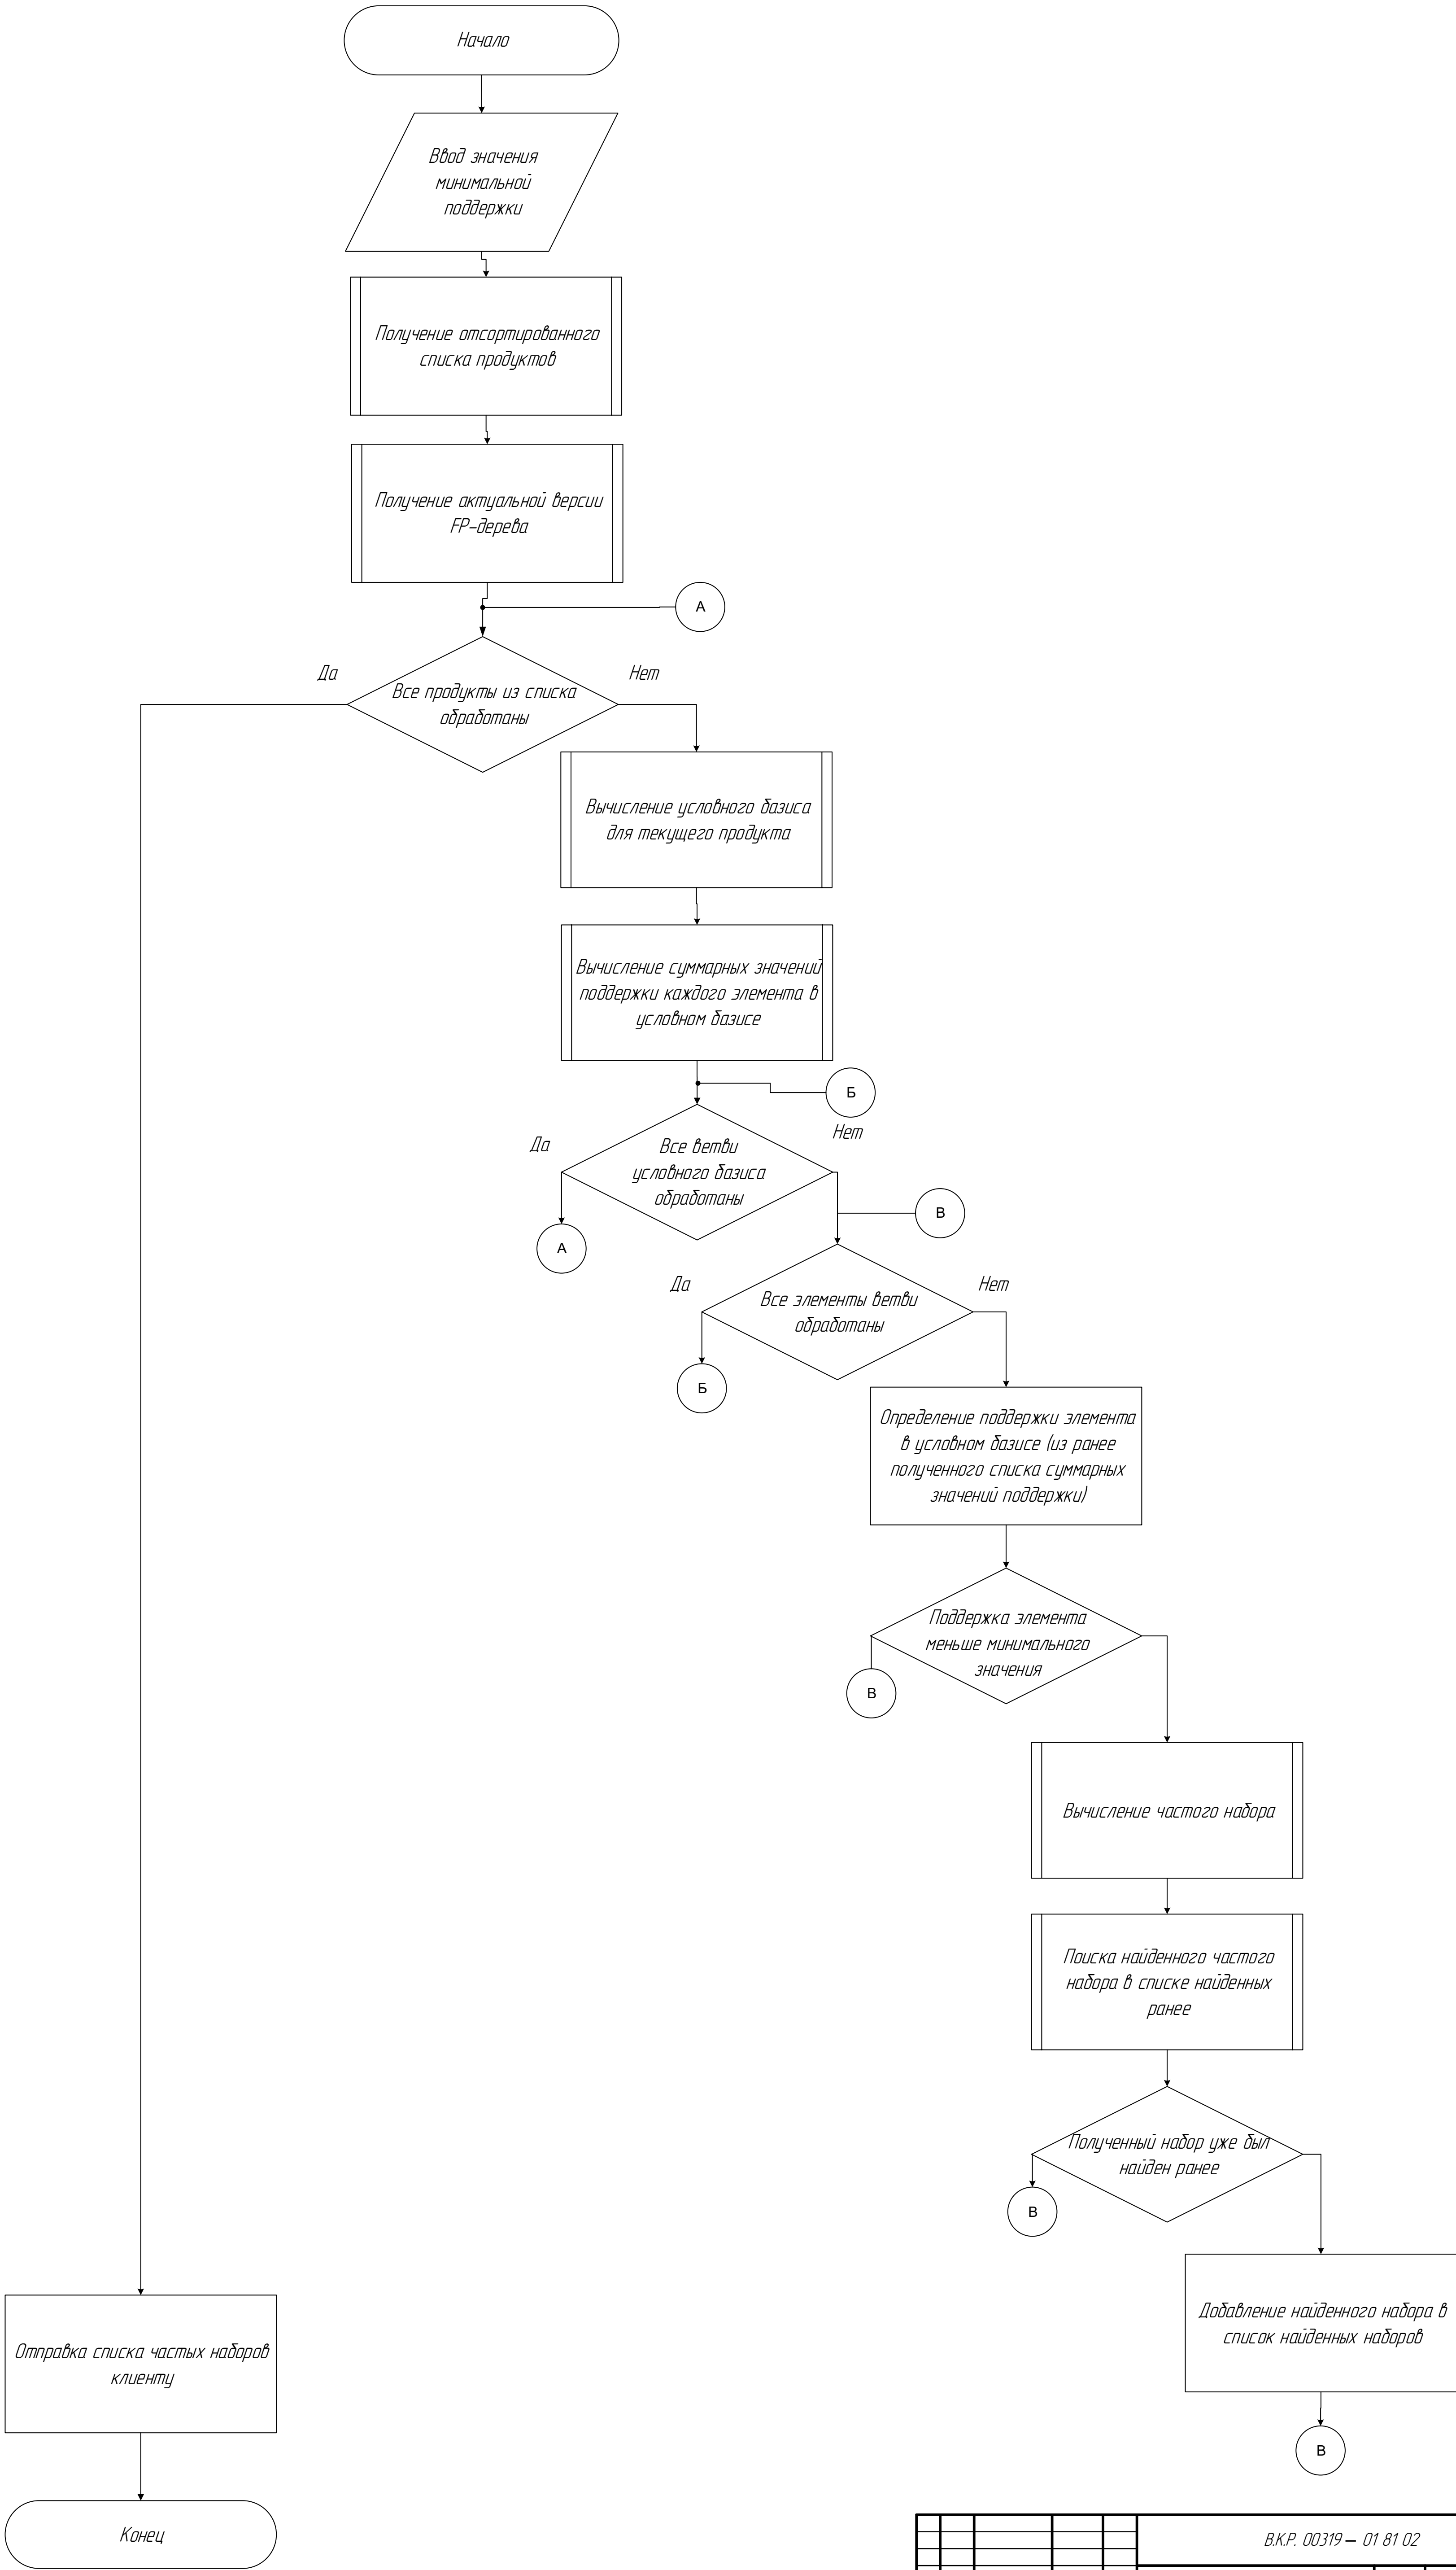 Начало
Ввод значения
минимальной
поддержки
Получение отсортированного
списка продуктов
Получение актуальной версии
FP-дерева
А
Да
Нет
Все продукты из списка
обработаны
Вычисление условного базиса
для текущего продукта
Вычисление суммарных значений
поддержки каждого элемента в
условном базисе
Б
Да
Нет
Все ветви
условного базиса
обработаны
В
А
Да
Нет
Все элементы ветви
обработаны
Б
Определение поддержки элемента
в условном базисе (из ранее
полученного списка суммарных
значений поддержки)
Поддержка элемента
меньше минимального
значения
В
Вычисление частого набора
Поиска найденного частого
набора в списке найденных
ранее
Полученный набор уже был
найден ранее
В
Добавление найденного набора в
список найденных наборов
Отправка списка частых наборов
клиенту
В
Конец
В.К.Р. 00319 – 01 81 02